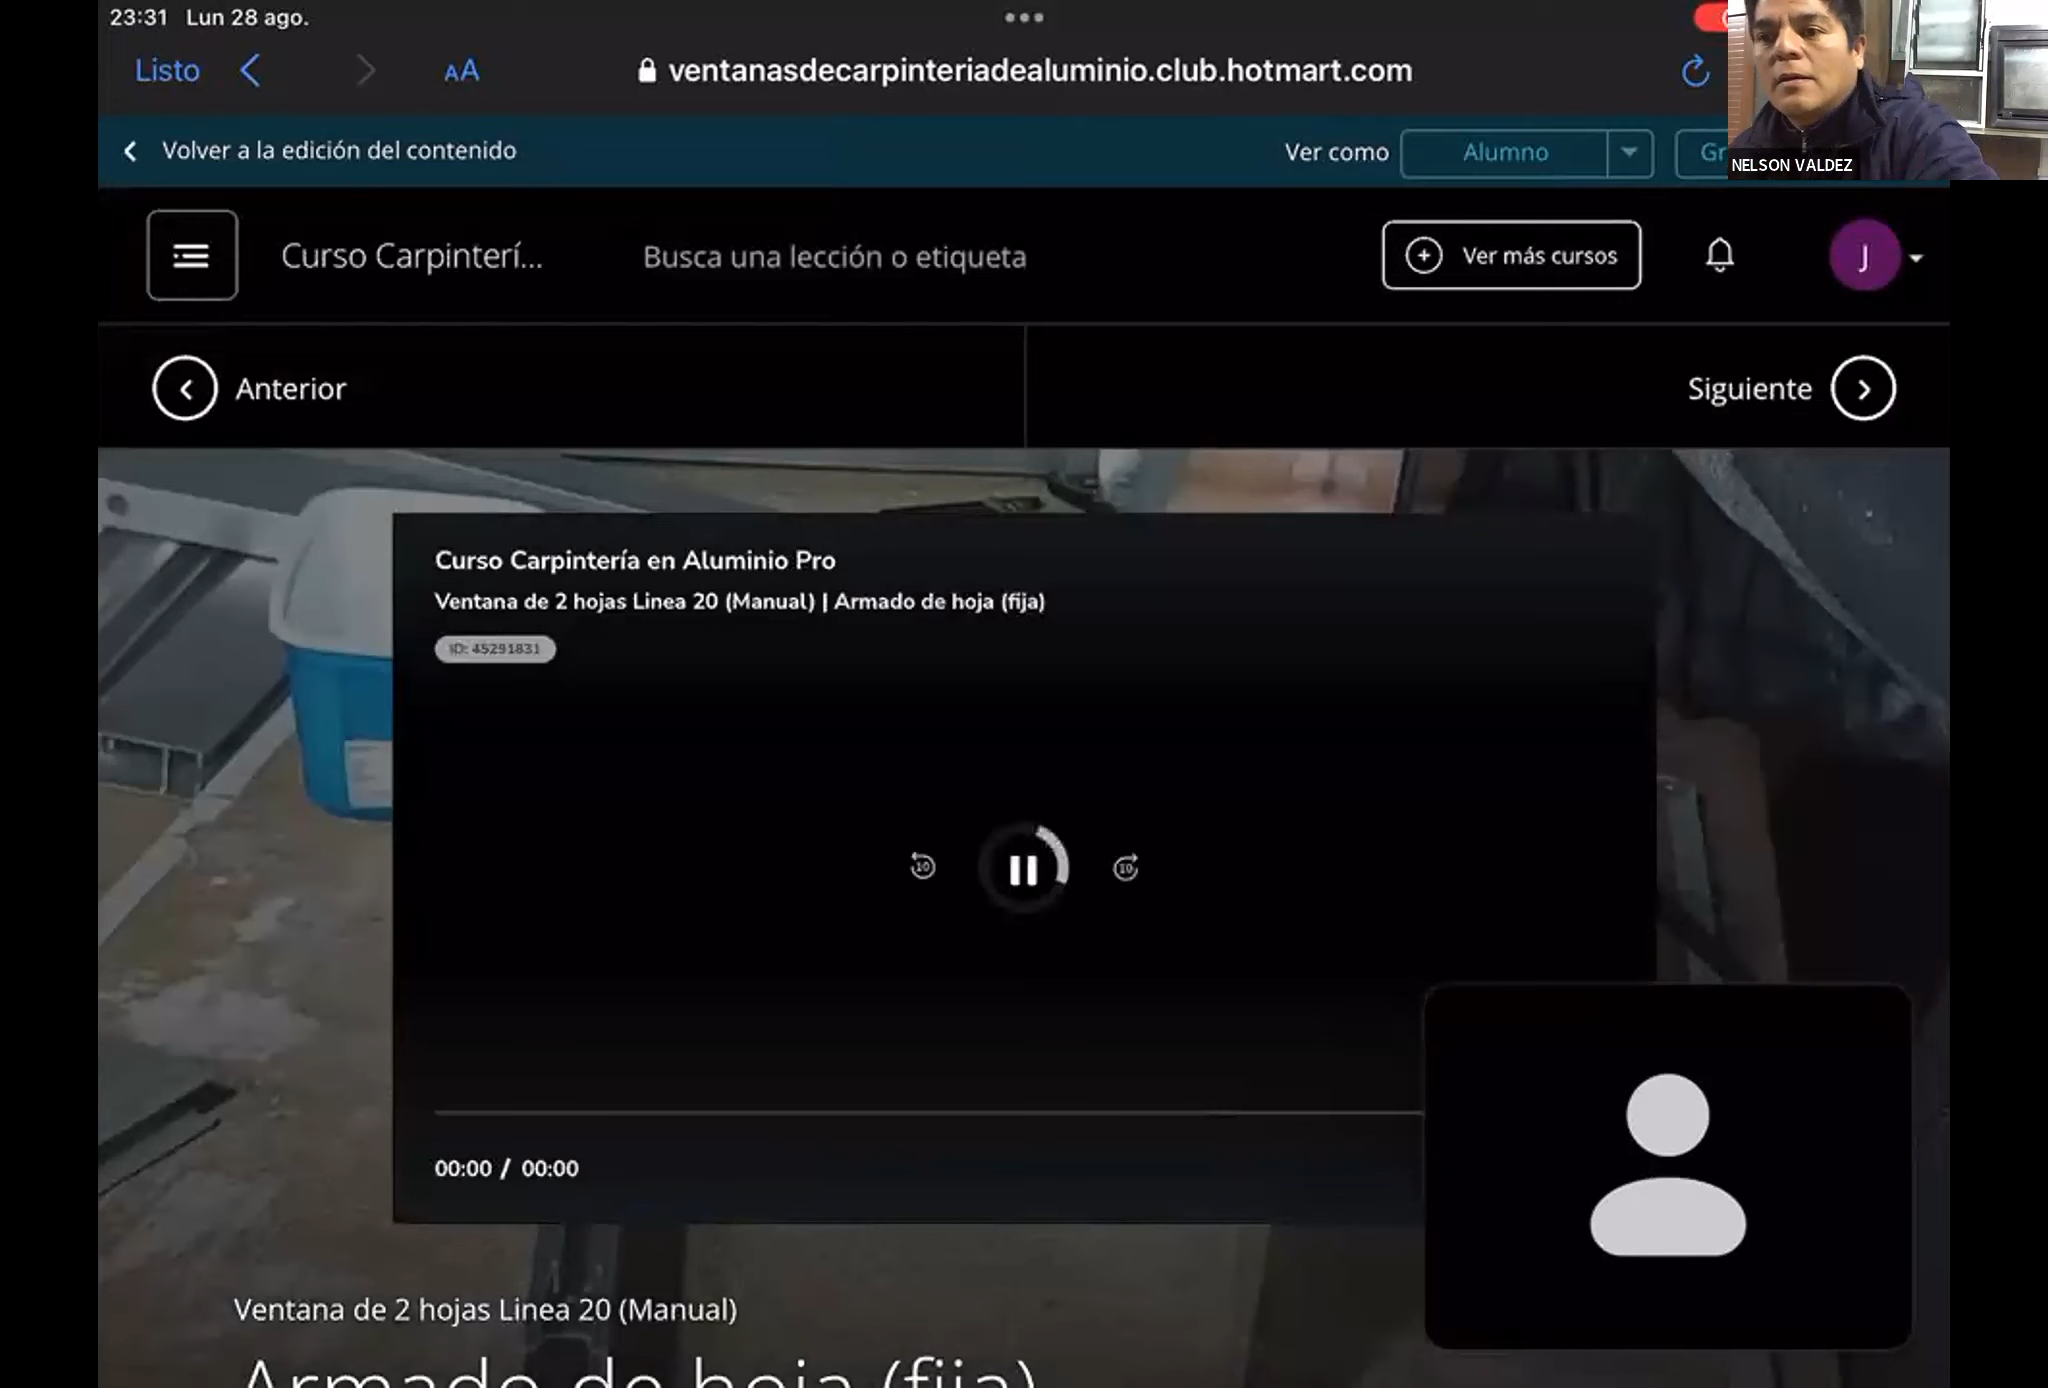 23:31 Lun 28 ago.
Listo
AA
ventanasdecarpinteriadealuminio.club.hotmart.com
NELSON VALDEZ
Volver a la edición del contenido
Ver como
Alumno
Gr
Curso Carpinterí...
Busca una lección o etiqueta
Ver más cursos
J
Anterior
Siguiente
Curso Carpintería en Aluminio Pro
Ventana de 2 hojas Linea 20 (Manual) | Armado de hoja (fija)
ID: 45291831
10
10
00:00 / 00:00
Ventana de 2 hojas Linea 20 (Manual)
Armado de hoja (fija)